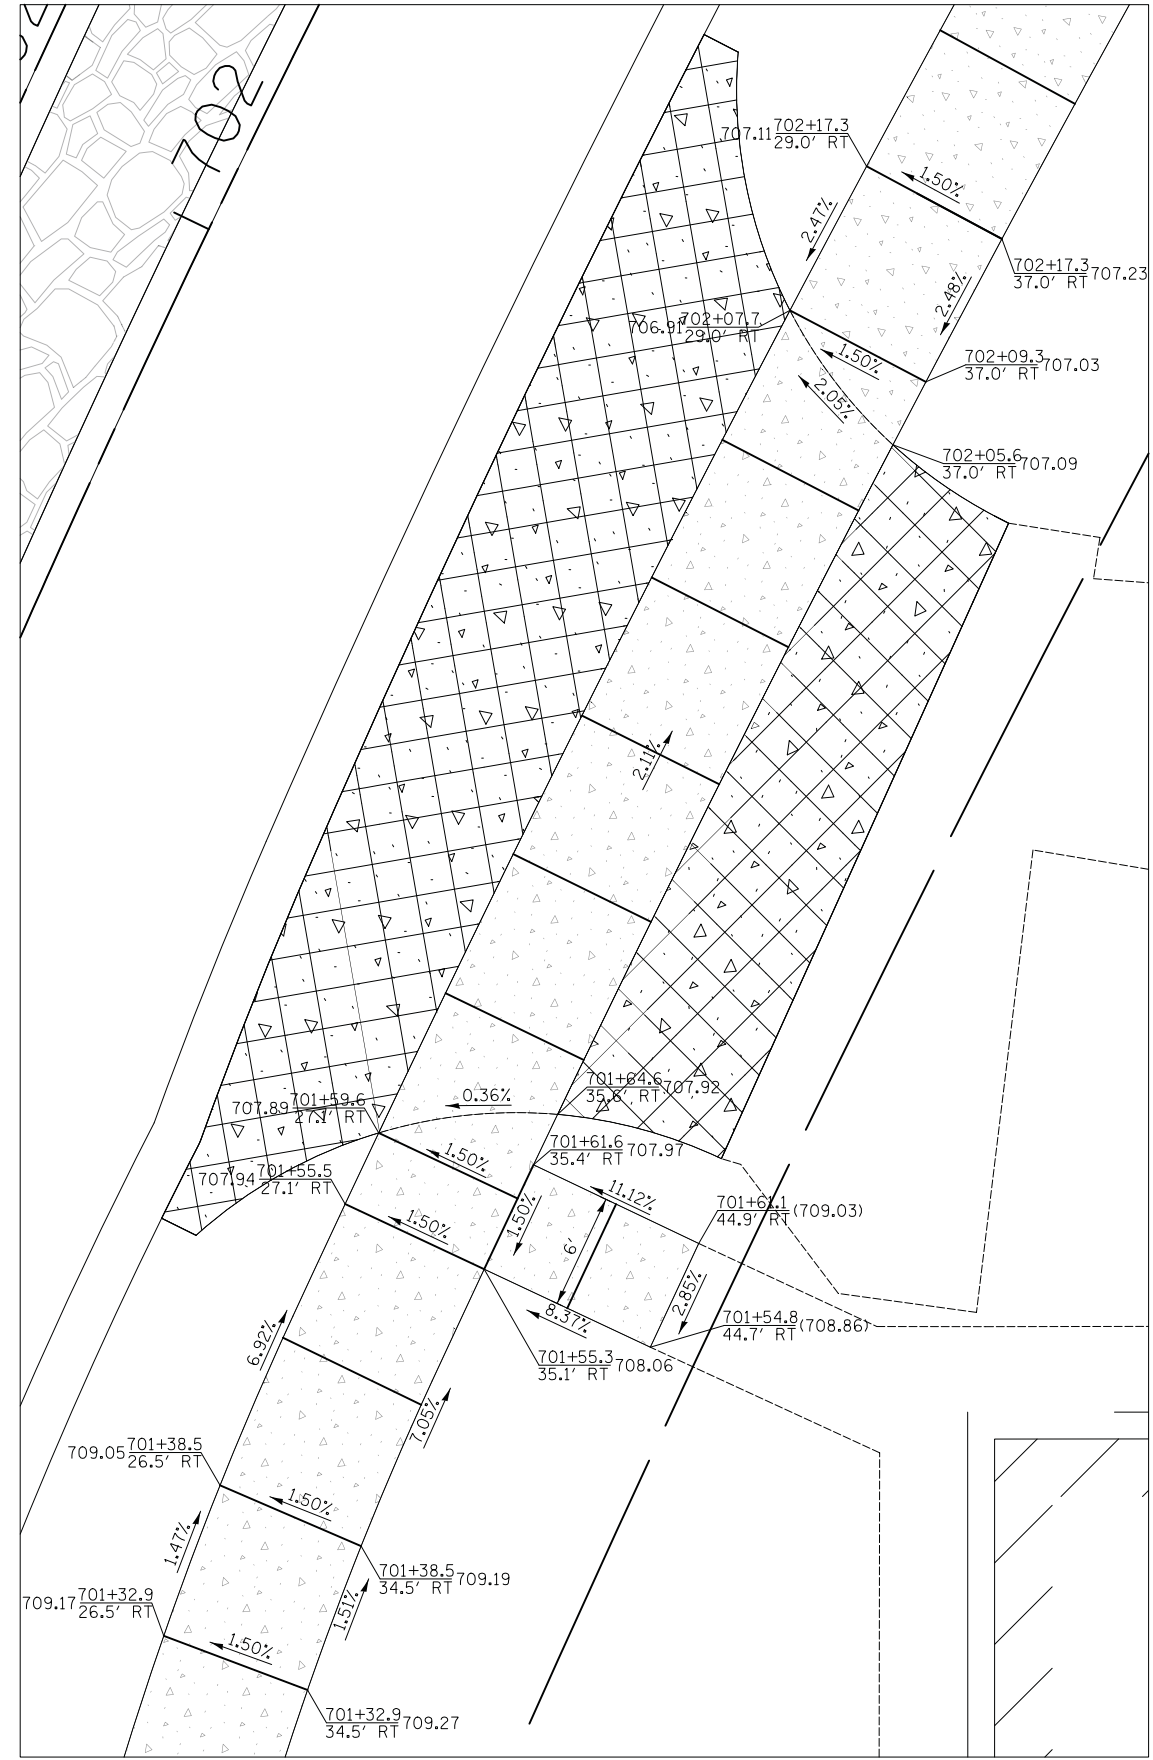 702
707.11 702+17.3
29.0' RT
1.50%
2.47%
702+17.3 707.23
37.0' RT
2.48%
706.91 702+07.7
29.0' RT
1.50%
702+09.3 707.03
37.0' RT
2.05%
702+05.6 707.09
37.0' RT
2.11%
701+64.6 707.92
35.6' RT
0.36%
707.89 701+59.6
27.1' RT
701+61.6 707.97
35.4' RT
1.50%
707.94 701+55.5
27.1' RT
11.12%
1.50%
1.50%
701+61.1 (709.03)
44.9' RT
6'
2.85%
8.37%
701+54.8 (708.86)
44.7' RT
6.92%
701+55.3 708.06
35.1' RT
7.05%
709.05 701+38.5
26.5' RT
1.50%
1.47%
701+38.5 709.19
34.5' RT
709.17 701+32.9
26.5' RT
1.51%
1.50%
701+32.9 709.27
34.5' RT